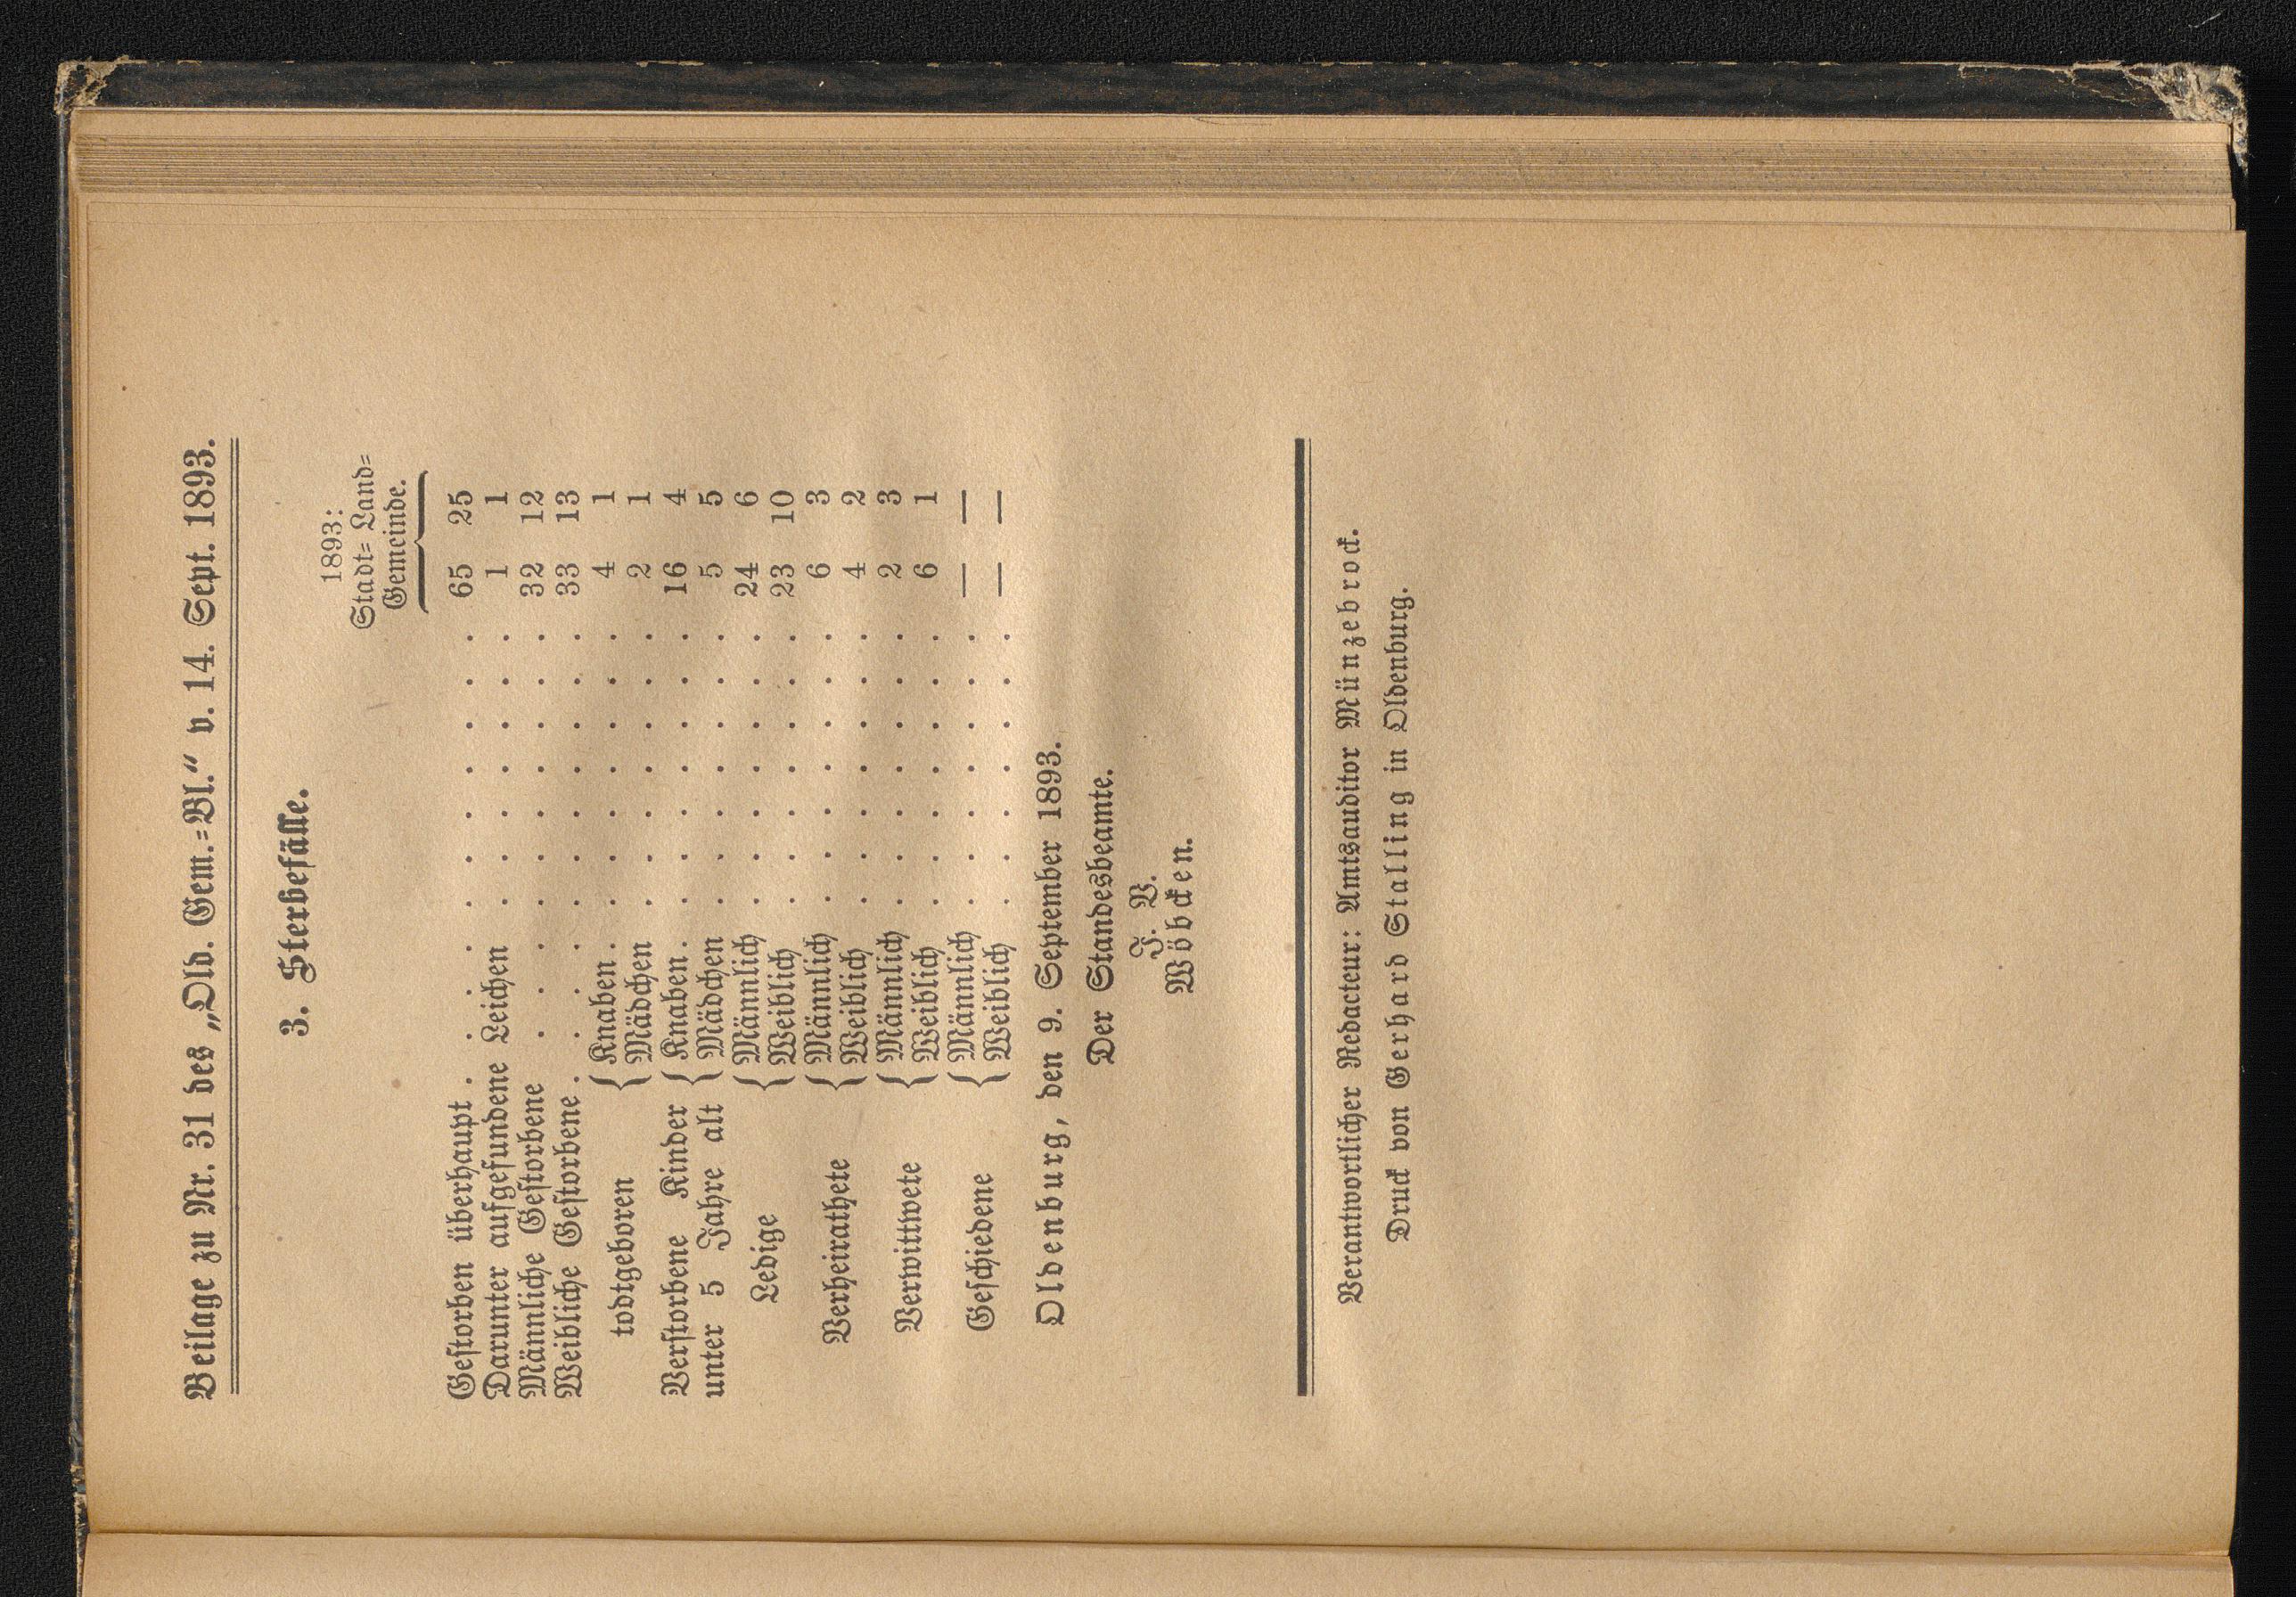 Beilage zu Nr. 31 des „Old. Gem.=Bl.“ v. 14. Sept. 1893.
3. Sterbefälle.
1893:
Stadt= Land=
Gemeinde.
Gestorben überhaupt . . . . . . . . . . . 65 25
Darunter aufgefundene Leichen . . . . . . . 1 1
Männliche Gestorbene . . . . . . . . . . 32 12
Weibliche Gestorbene . . . . . . . . . . 33 13
todtgeboren { Knaben . . . . . . . . 4 1
{ Mädchen . . . . . . . 2 1
Verstorbene Kinder { Knaben . . . . . . . . 16 4
unter 5 Jahre alt { Mädchen . . . . . . . 5 5
Ledige { Männlich . . . . . . . 24 6
{ Weiblich . . . . . . . 23 10
Verheirathete { Männlich . . . . . . . 6 3
{ Weiblich . . . . . . . 4 2
Verwittwete { Männlich . . . . . . . 2 3
{ Weiblich . . . . . . . 6 1
Geschiedene { Männlich . . . . . . . — —
{ Weiblich . . . . . . . — —
Oldenburg, den 9. September 1893.
Der Standesbeamte.
J. V.
Wöbcken.
Verantwortlicher Redacteur: Amtsauditor Münzebrock.
Druck von Gerhard Stalling in Oldenburg.